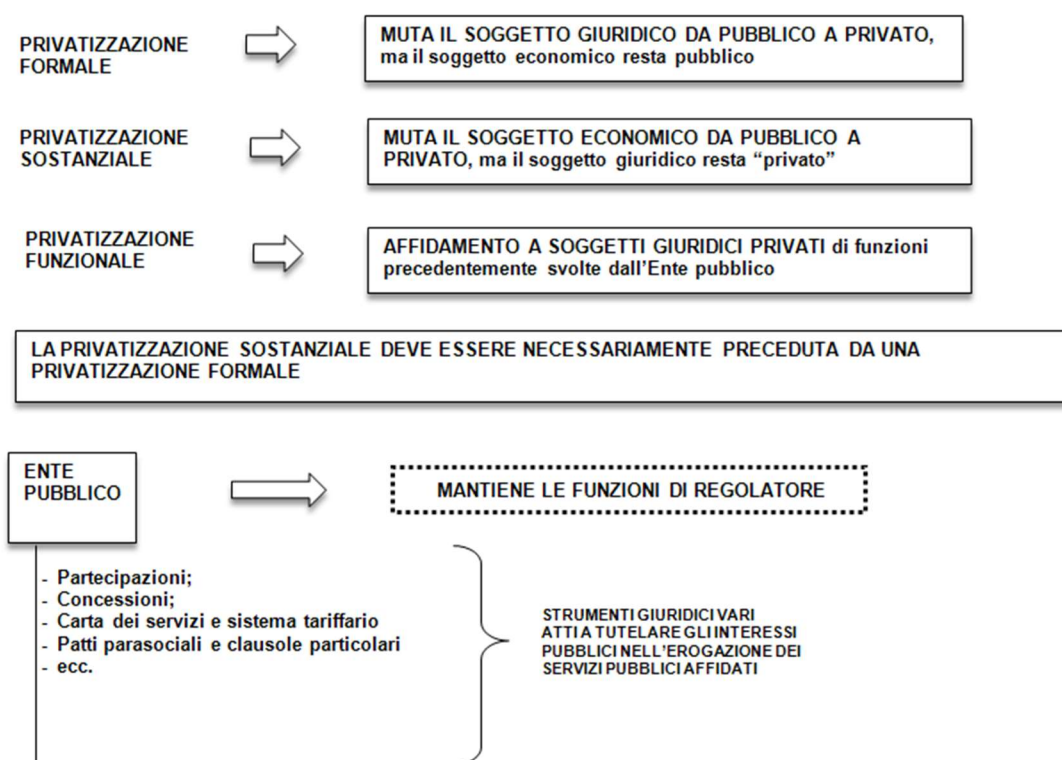 PRIVATIZZAZIONE
FORMALE
MUTA IL SOGGETTO GIURIDICO DA PUBBLICO A PRIVATO,
ma il soggetto economico resta pubblico
PRIVATIZZAZIONE
SOSTANZIALE
MUTA IL SOGGETTO ECONOMICO DA PUBBLICO A
PRIVATO, ma il soggetto giuridico resta “privato”
PRIVATIZZAZIONE
FUNZIONALE
AFFIDAMENTO A SOGGETTI GIURIDICI PRIVATI di funzioni
precedentemente svolte dall’Ente pubblico
LA PRIVATIZZAZIONE SOSTANZIALE DEVE ESSERE NECESSARIAMENTE PRECEDUTA DA UNA
PRIVATIZZAZIONE FORMALE
ENTE
PUBBLICO
MANTIENE LE FUNZIONI DI REGOLATORE
- Partecipazioni;
- Concessioni;
- Carta dei servizi e sistema tariffario
- Patti parasociali e clausole particolari
- ecc.
STRUMENTI GIURIDICI VARI
ATTI A TUTELARE GLI INTERESSI
PUBBLICI NELL’EROGAZIONE DEI
SERVIZI PUBBLICI AFFIDATI